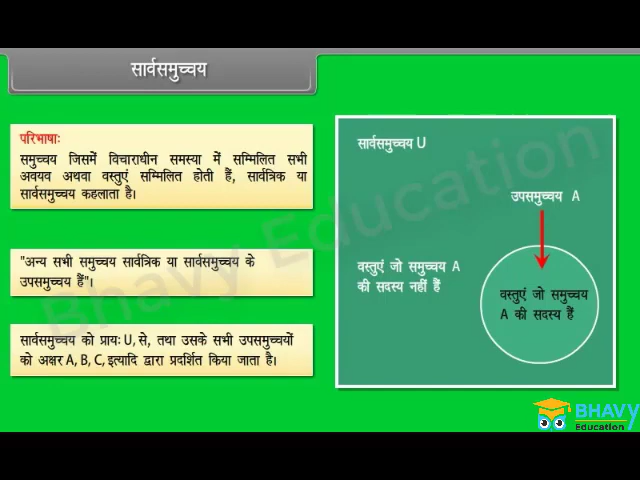 सार्वसमुच्चय
परिभाषाः
समुच्चय जिसमें विचाराधीन समस्या में सम्मिलित सभी
अवयव अथवा वस्तुएं सम्मिलित होती हैं, सार्वत्रिक या
सार्वसमुच्चय कहलाता है।
"अन्य सभी समुच्चय सार्वत्रिक या सार्वसमुच्चय के
उपसमुच्चय हैं"।
सार्वसमुच्चय को प्रायः U, से, तथा उसके सभी उपसमुच्चयों
को अक्षर A, B, C, इत्यादि द्वारा प्रदर्शित किया जाता है।
सार्वसमुच्चय U
उपसमुच्चय A
वस्तुएं जो समुच्चय A
की सदस्य नहीं हैं
वस्तुएं जो समुच्चय
A की सदस्य हैं
Bhavy Education
BHAVY
Education